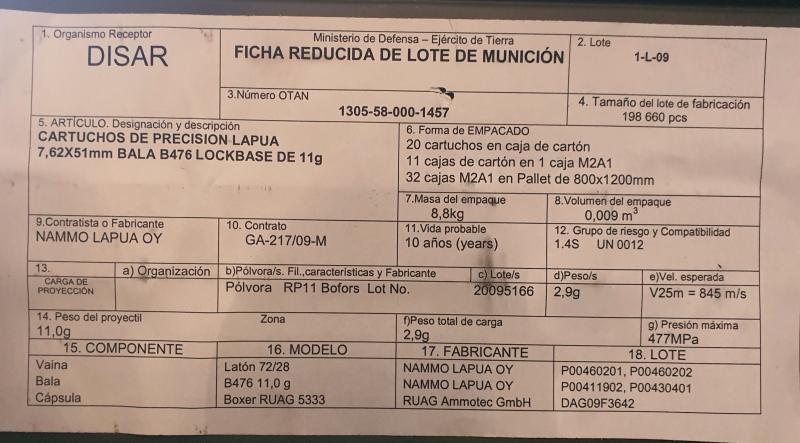 1. Organismo Receptor
DISAR
Ministerio de Defensa – Ejército de Tierra
FICHA REDUCIDA DE LOTE DE MUNICIÓN
2. Lote
1-L-09
3.Número OTAN
1305-58-000-1457
4. Tamaño del lote de fabricación
198 660 pcs
5. ARTÍCULO. Designación y descripción
CARTUCHOS DE PRECISION LAPUA
7,62X51mm BALA B476 LOCKBASE DE 11g
6. Forma de EMPACADO
20 cartuchos en caja de cartón
11 cajas de cartón en 1 caja M2A1
32 cajas M2A1 en Pallet de 800x1200mm
7.Masa del empaque
8,8kg
8.Volumen del empaque
0,009 m³
9.Contratista o Fabricante
NAMMO LAPUA OY
10. Contrato
GA-217/09-M
11.Vida probable
10 años (years)
12. Grupo de riesgo y Compatibilidad
1.4S UN 0012
13.
CARGA DE
PROYECCIÓN
a) Organización
b)Pólvora/s. Fil.,características y Fabricante
c) Lote/s
d)Peso/s
e)Vel. esperada
Pólvora RP11 Bofors Lot No. 20095166
2,9g
V25m = 845 m/s
14. Peso del proyectil
11,0g
Zona
f)Peso total de carga
2,9g
g) Presión máxima
477MPa
15. COMPONENTE 16. MODELO 17. FABRICANTE 18. LOTE
Vaina Latón 72/28 NAMMO LAPUA OY P00460201, P00460202
Bala B476 11,0 g NAMMO LAPUA OY P00411902, P00430401
Cápsula Boxer RUAG 5333 RUAG Ammotec GmbH DAG09F3642